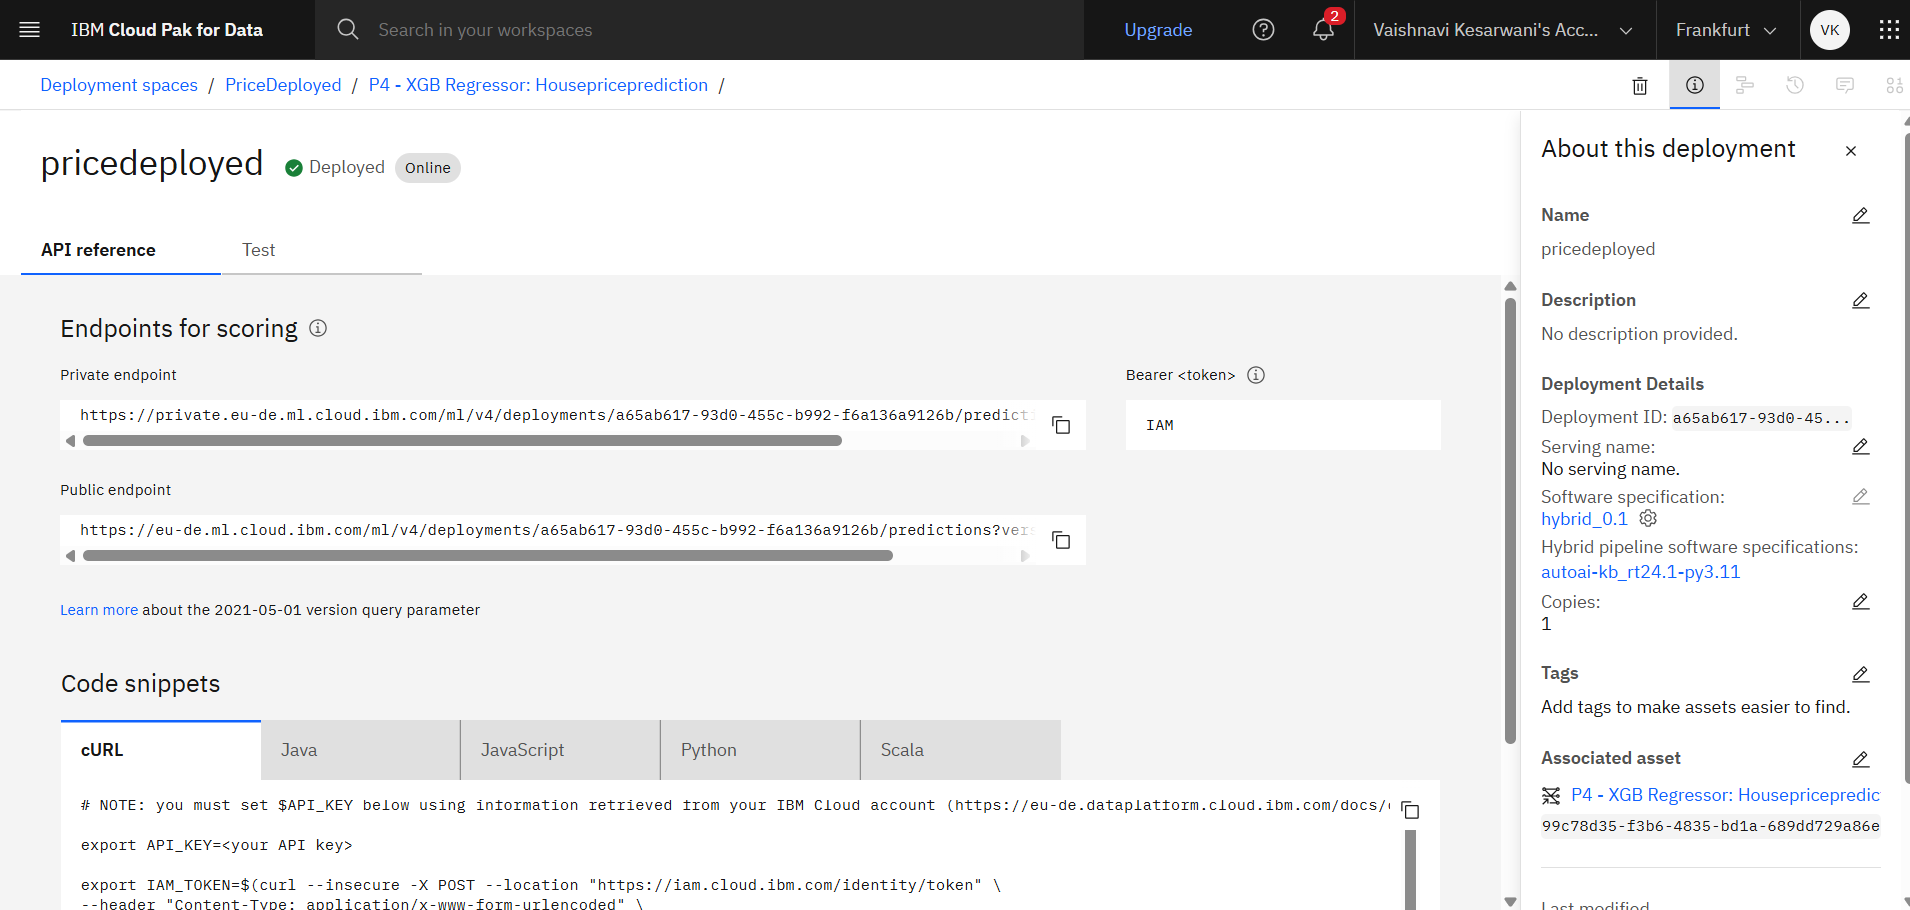 IBM Cloud Pak for Data
Search in your workspaces
Upgrade
2
Vaishnavi Kesarwani's Acc...
Frankfurt
VK
Deployment spaces / PriceDeployed / P4 - XGB Regressor: Housepriceprediction /
pricedeployed
Deployed
Online
API reference
Test
Endpoints for scoring
Private endpoint
https://private.eu-de.ml.cloud.ibm.com/ml/v4/deployments/a65ab617-93d0-455c-b992-f6a136a9126b/predicti
Bearer <token>
IAM
Public endpoint
https://eu-de.ml.cloud.ibm.com/ml/v4/deployments/a65ab617-93d0-455c-b992-f6a136a9126b/predictions?vers
Learn more about the 2021-05-01 version query parameter
Code snippets
cURL
Java
JavaScript
Python
Scala
# NOTE: you must set $API_KEY below using information retrieved from your IBM Cloud account (https://eu-de.dataplatform.cloud.ibm.com/docs/
export API_KEY=<your API key>
export IAM_TOKEN=$(curl --insecure -X POST --location "https://iam.cloud.ibm.com/identity/token" \
--header "Content-Type: application/x-www-form-urlencoded" \
About this deployment
Name
pricedeployed
Description
No description provided.
Deployment Details
Deployment ID: a65ab617-93d0-45...
Serving name:
No serving name.
Software specification:
hybrid_0.1
Hybrid pipeline software specifications:
autoai-kb_rt24.1-py3.11
Copies:
1
Tags
Add tags to make assets easier to find.
Associated asset
P4 - XGB Regressor: Housepricepredic
99c78d35-f3b6-4835-bd1a-689dd729a86e
Last modified